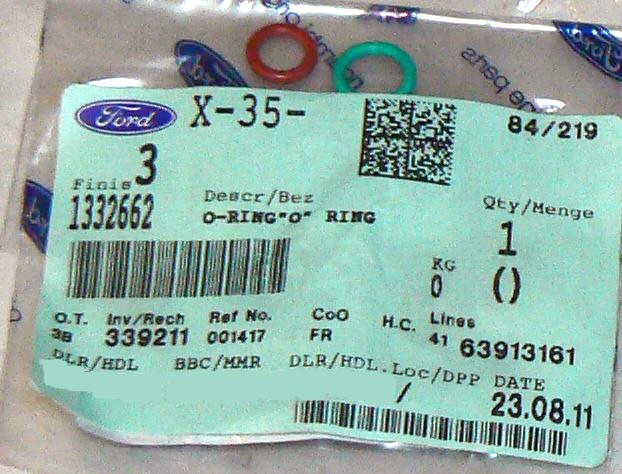 Ford X-35- 84/219
3
Finis Descr/Bez Qty/Menge
1332662 O-RING"O" RING 1
KG
0 ()
O.T. Inv/Rech Ref No. CoO H.C. Lines
3B 339211 001417 FR 41 63913161
DLR/HDL BBC/MMR DLR/HDL.Loc/DPP DATE
/ 23.08.11